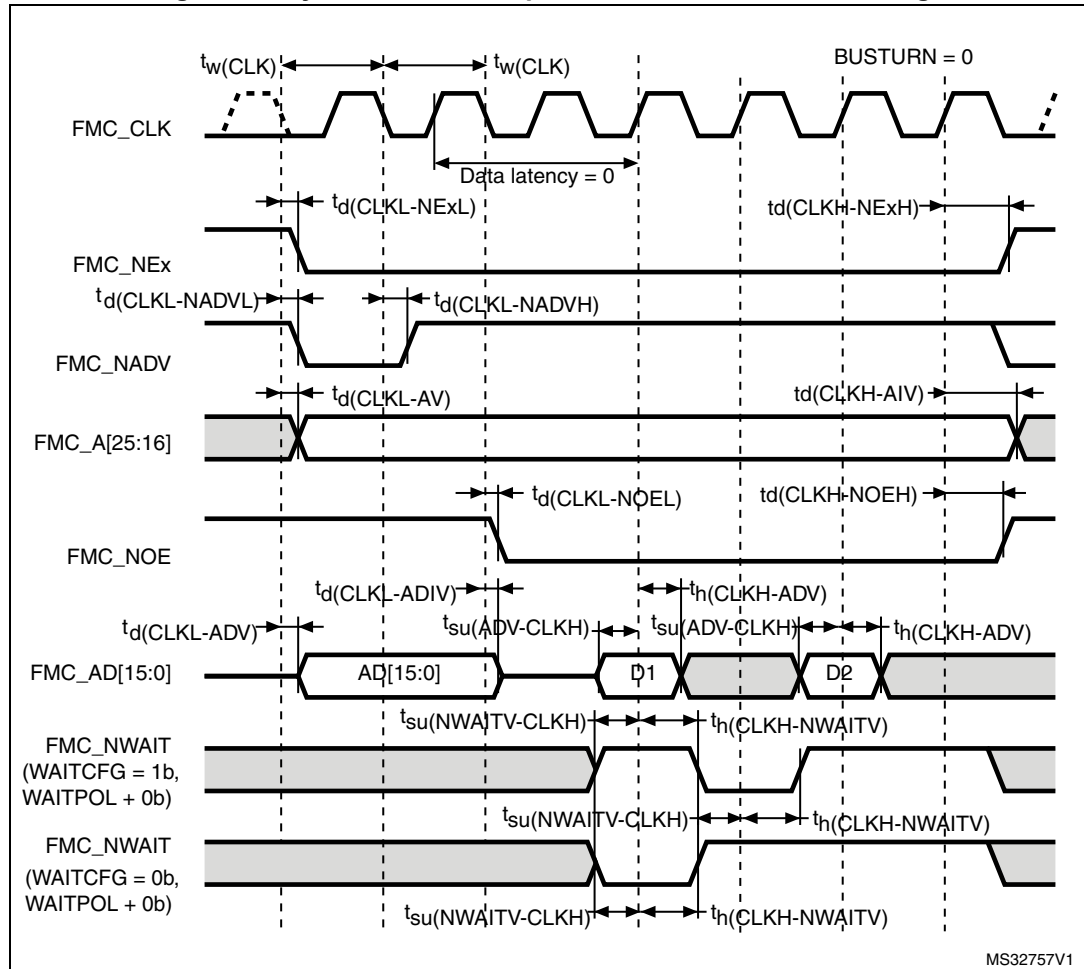 BUSTURN = 0
tw(CLK) tw(CLK)
FMC_CLK
Data latency = 0
td(CLKL-NExL) td(CLKH-NExH)
FMC_NEx
td(CLKL-NADVL) td(CLKL-NADVH)
FMC_NADV
td(CLKL-AV) td(CLKH-AIV)
FMC_A[25:16]
td(CLKL-NOEL) td(CLKH-NOEH)
FMC_NOE
td(CLKL-ADIV) th(CLKH-ADV)
td(CLKL-ADV) tsu(ADV-CLKH) tsu(ADV-CLKH) th(CLKH-ADV)
FMC_AD[15:0] AD[15:0] D1 D2
tsu(NWAITV-CLKH) th(CLKH-NWAITV)
FMC_NWAIT
(WAITCFG = 1b,
WAITPOL + 0b)
tsu(NWAITV-CLKH) th(CLKH-NWAITV)
FMC_NWAIT
(WAITCFG = 0b,
WAITPOL + 0b)
tsu(NWAITV-CLKH) th(CLKH-NWAITV)
MS32757V1